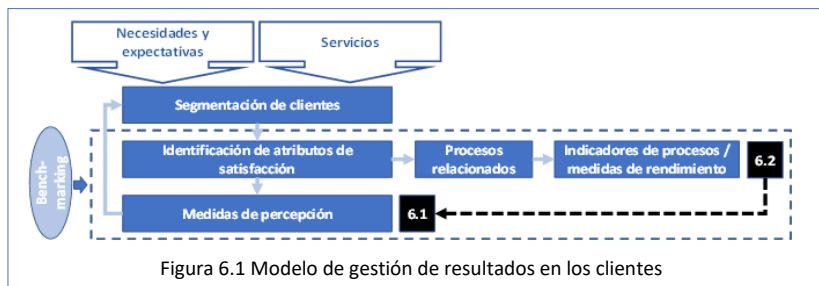 Necesidades y
expectativas
Servicios
Segmentación de clientes
Bench-
marking
Identificación de atributos de
satisfacción
Procesos
relacionados
Indicadores de procesos /
medidas de rendimiento
6.2
Medidas de percepción
6.1
Figura 6.1 Modelo de gestión de resultados en los clientes